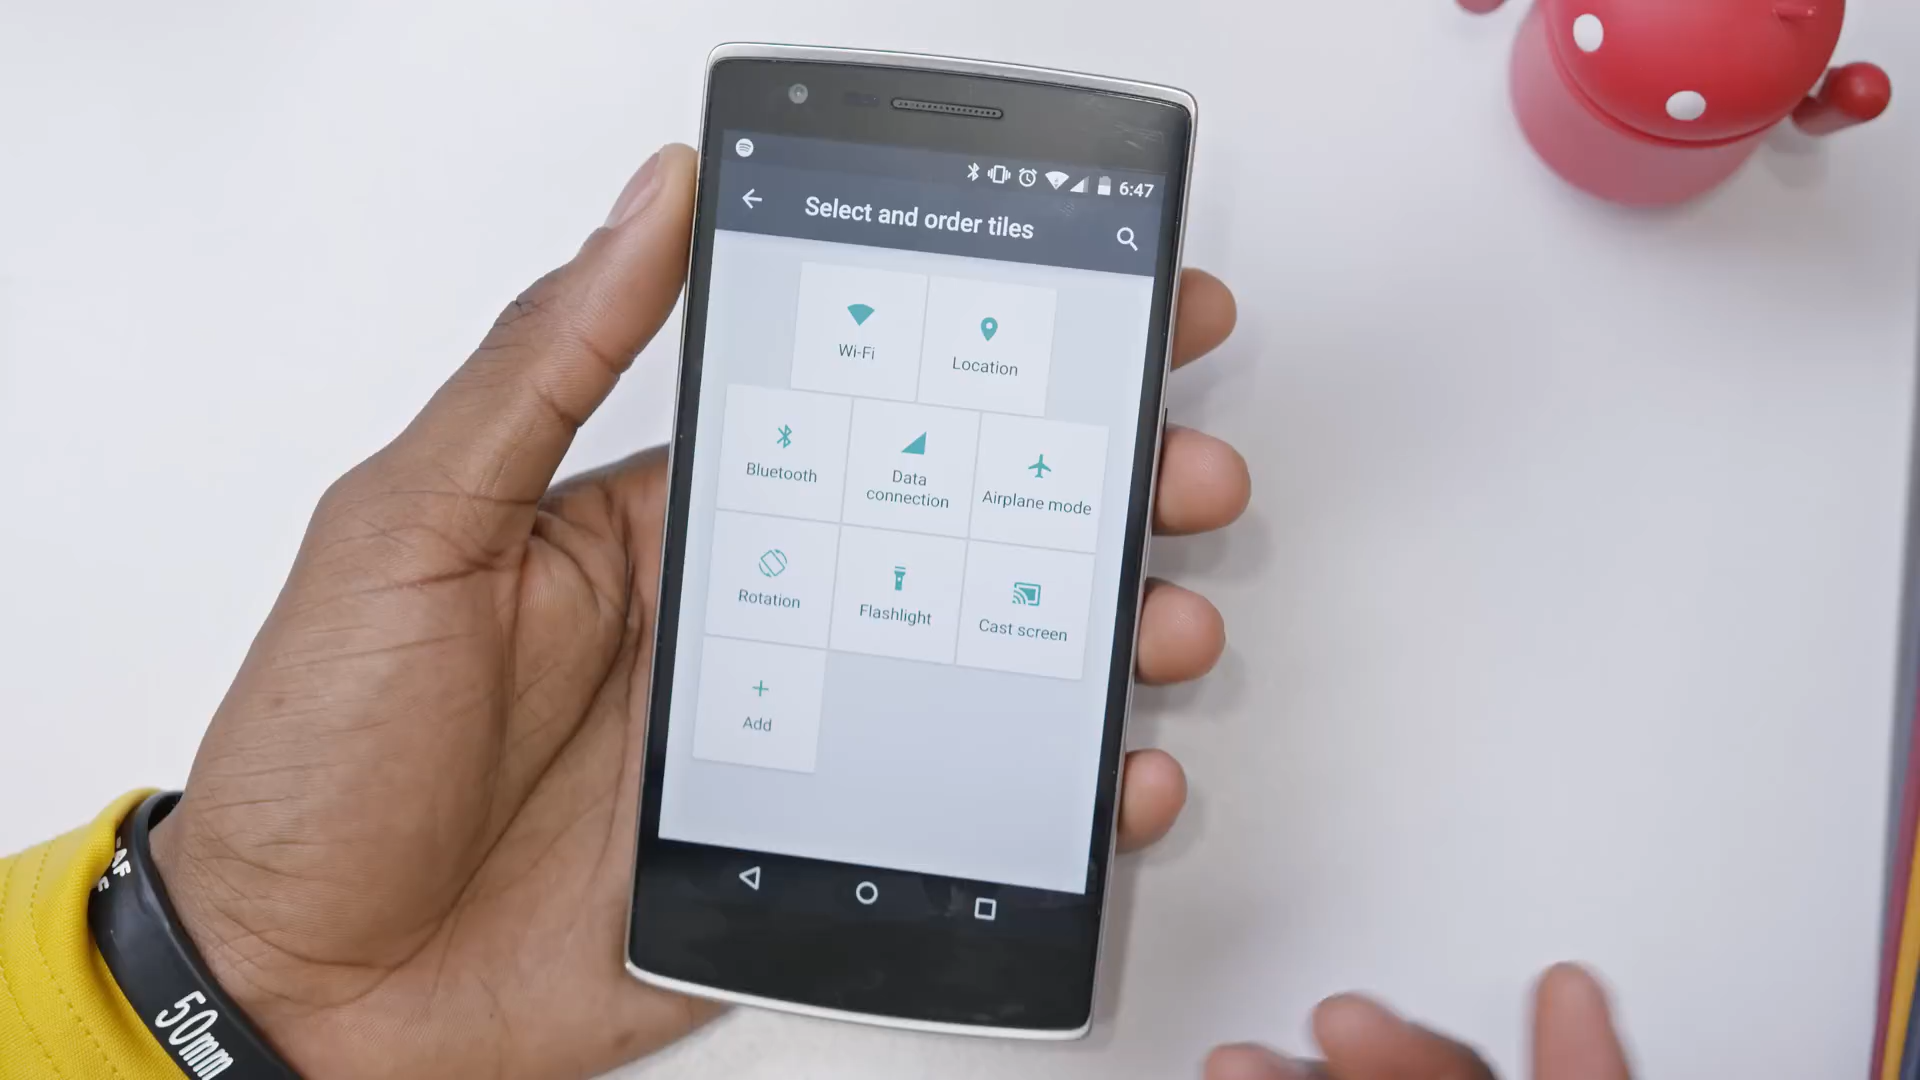 6:47
Select and order tiles
Wi-Fi
Location
Bluetooth
Data
connection
Airplane mode
Rotation
Flashlight
Cast screen
Add
AF
50mm